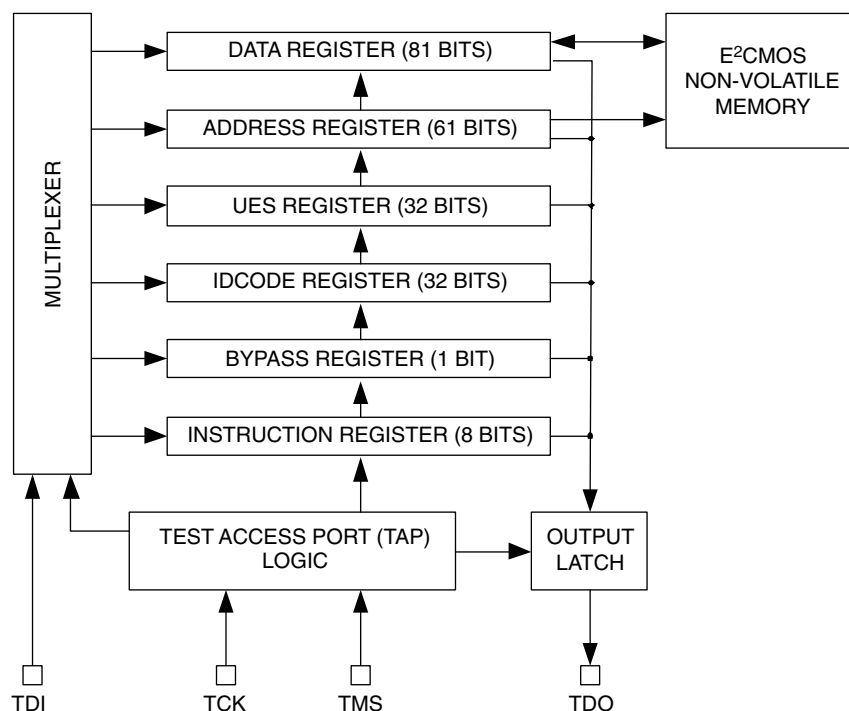 DATA REGISTER (81 BITS)
E²CMOS
NON-VOLATILE
MEMORY
ADDRESS REGISTER (61 BITS)
MULTIPLEXER
UES REGISTER (32 BITS)
IDCODE REGISTER (32 BITS)
BYPASS REGISTER (1 BIT)
INSTRUCTION REGISTER (8 BITS)
TEST ACCESS PORT (TAP)
LOGIC
OUTPUT
LATCH
TDI
TCK
TMS
TDO